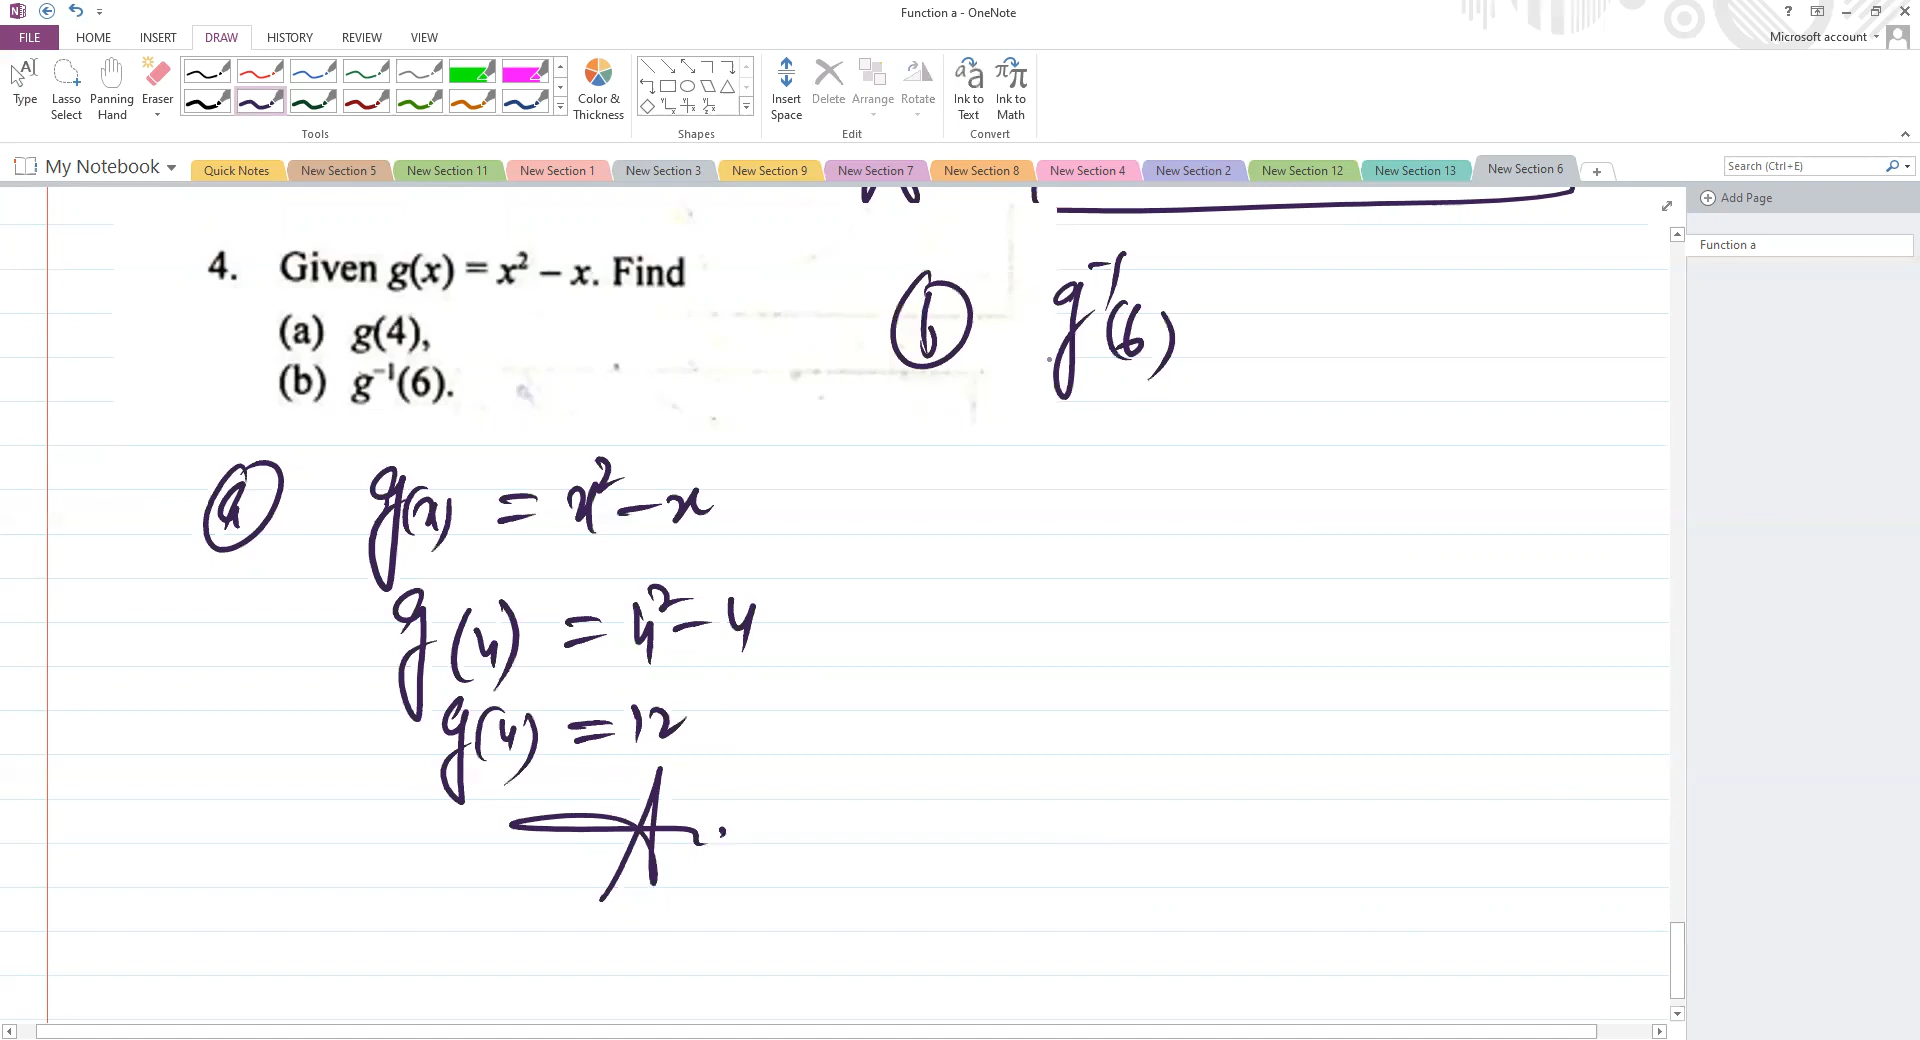 Function a - OneNote
?
FILE HOME INSERT DRAW HISTORY REVIEW VIEW
Microsoft account
Type Lasso Select Panning Hand Eraser Color & Thickness Insert Space Delete Arrange Rotate Ink to Text Ink to Math
Tools Shapes Edit Convert
My Notebook Quick Notes New Section 5 New Section 11 New Section 1 New Section 3 New Section 9 New Section 7 New Section 8 New Section 4 New Section 2 New Section 12 New Section 13 New Section 6 Search (Ctrl+E)
Add Page
Function a
4. Given g(x) = x² – x. Find
(a) g(4),
(b) g⁻¹(6).
b g⁻¹(6)
a g(x) = x² – x
g(4) = 4² – 4
g(4) = 12